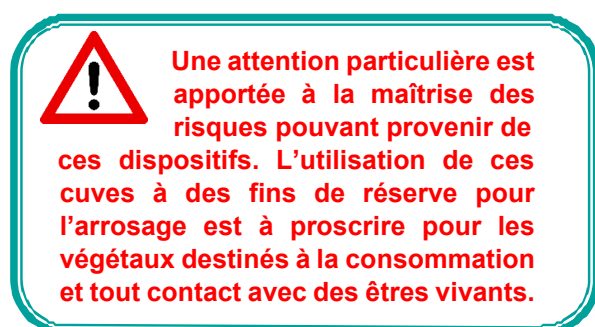 Une attention particulière est
apportée à la maîtrise des
risques pouvant provenir de
ces dispositifs. L’utilisation de ces
cuves à des fins de réserve pour
l’arrosage est à proscrire pour les
végétaux destinés à la consommation
et tout contact avec des êtres vivants.